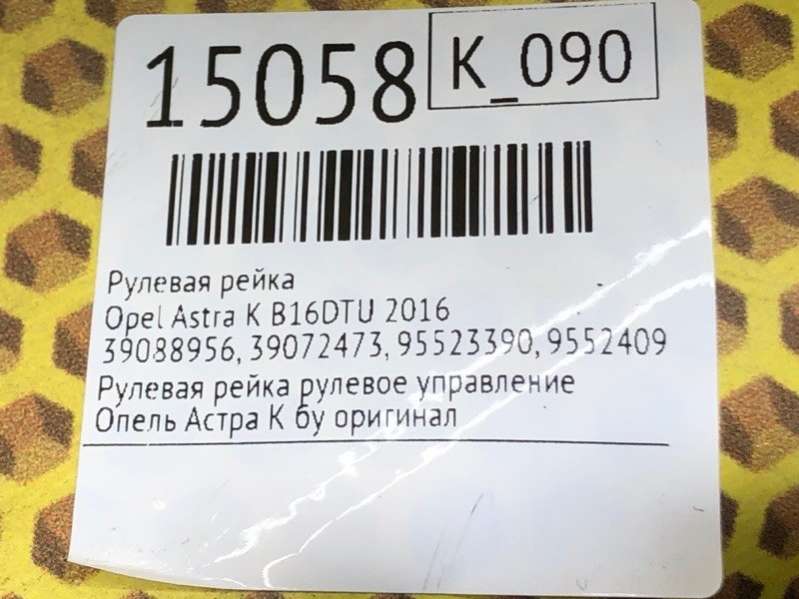 15058
K_090
Рулевая рейка
Opel Astra K B16DTU 2016
39088956, 39072473, 95523390, 9552409
Рулевая рейка рулевое управление
Опель Астра К бу оригинал